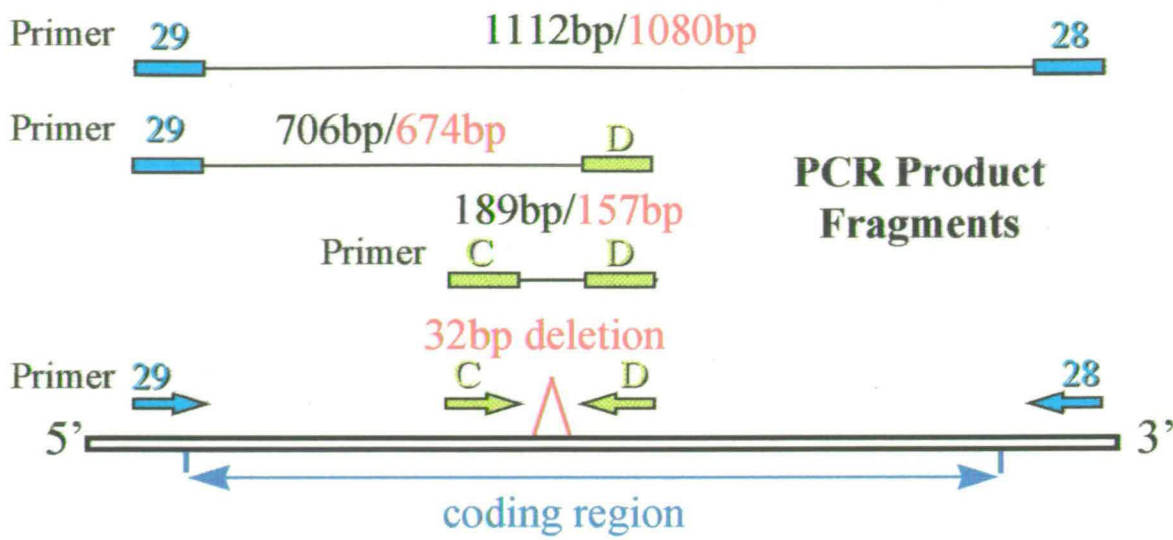 Primer 29 1112bp/1080bp 28
Primer 29 706bp/674bp D
PCR Product
Fragments
189bp/157bp
Primer C D
32bp deletion
Primer 29 C D 28
5’ 3’
coding region